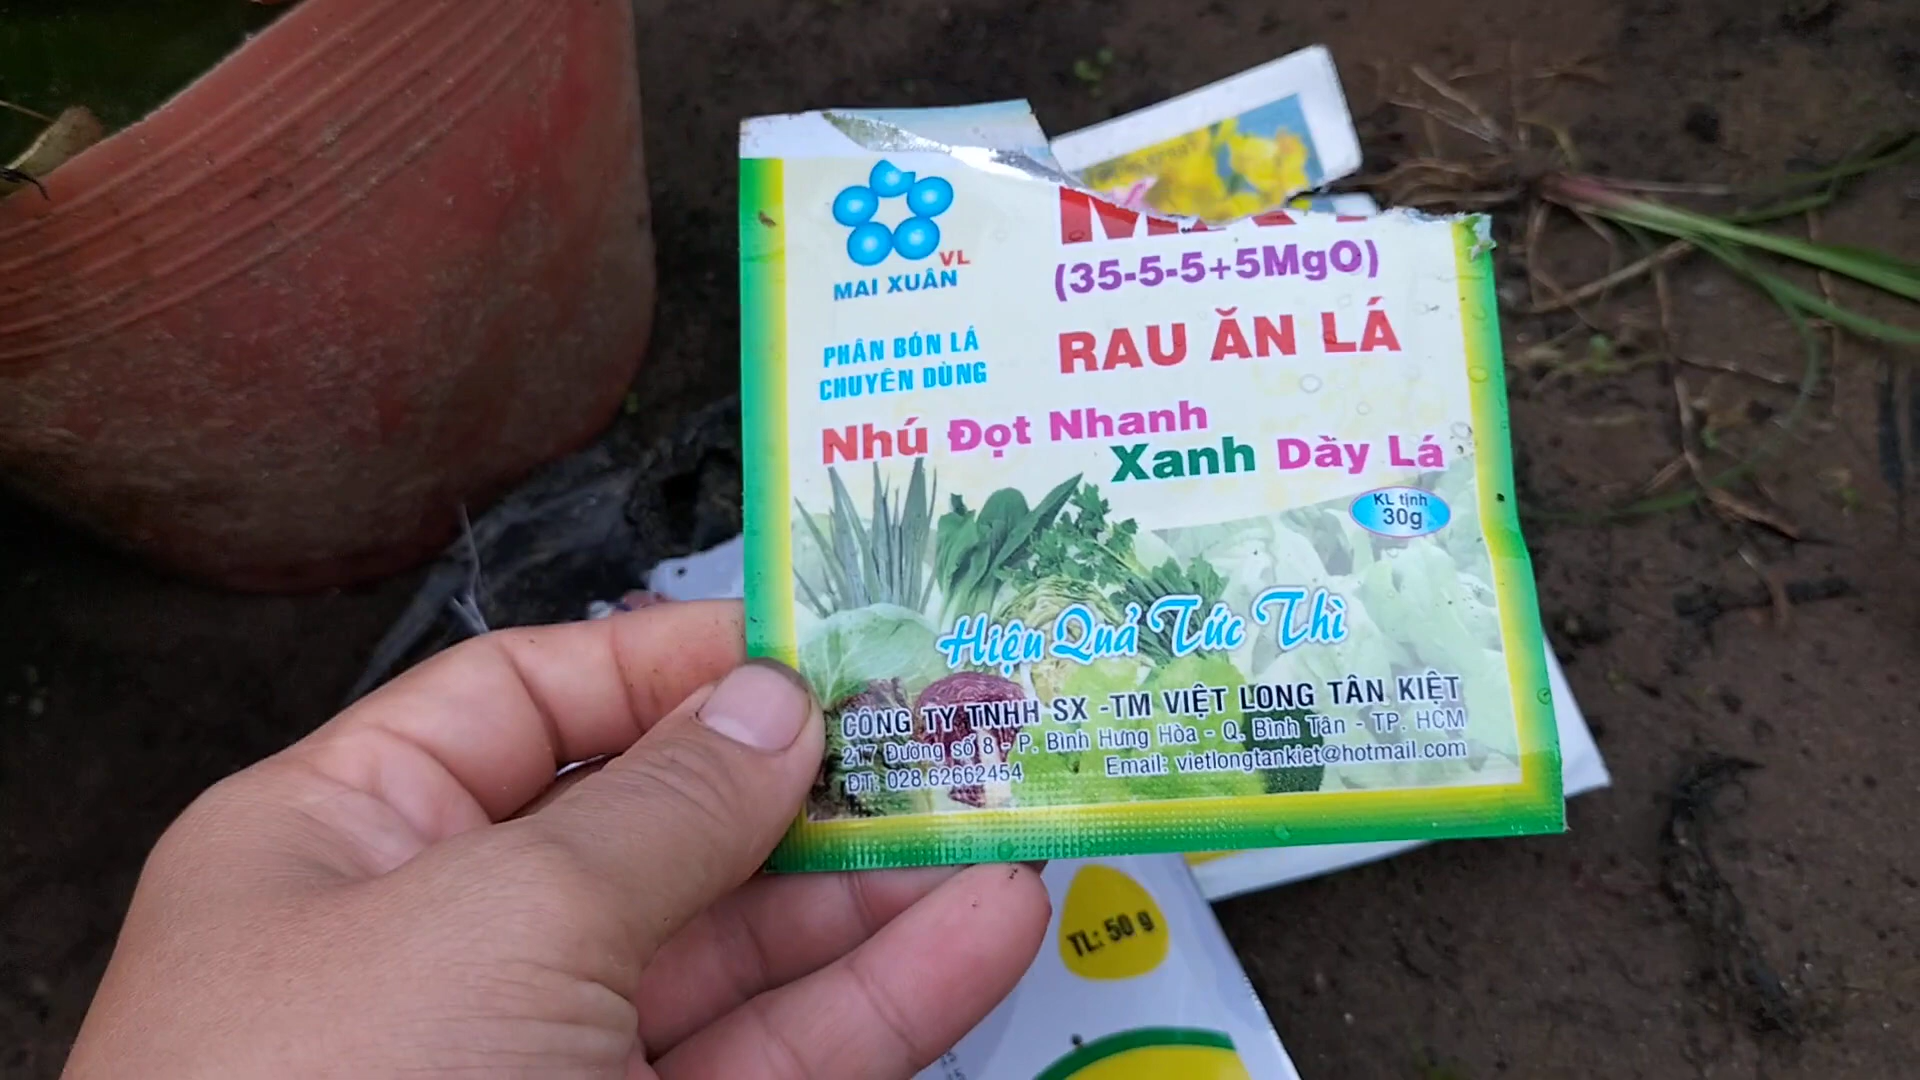 VL
MAI XUÂN
(35-5-5+5MgO)
PHÂN BÓN LÁ
CHUYÊN DÙNG
RAU ĂN LÁ
Nhú Đọt Nhanh
Xanh Dầy Lá
KL tịnh
30g
Hiệu Quả Tức Thì
CÔNG TY TNHH SX -TM VIỆT LONG TÂN KIỆT
217 Đường số 8 - P. Bình Hưng Hòa - Q. Bình Tân - TP. HCM
ĐT: 028.62662454 Email: vietlongtankiet@hotmail.com
TL: 50 g